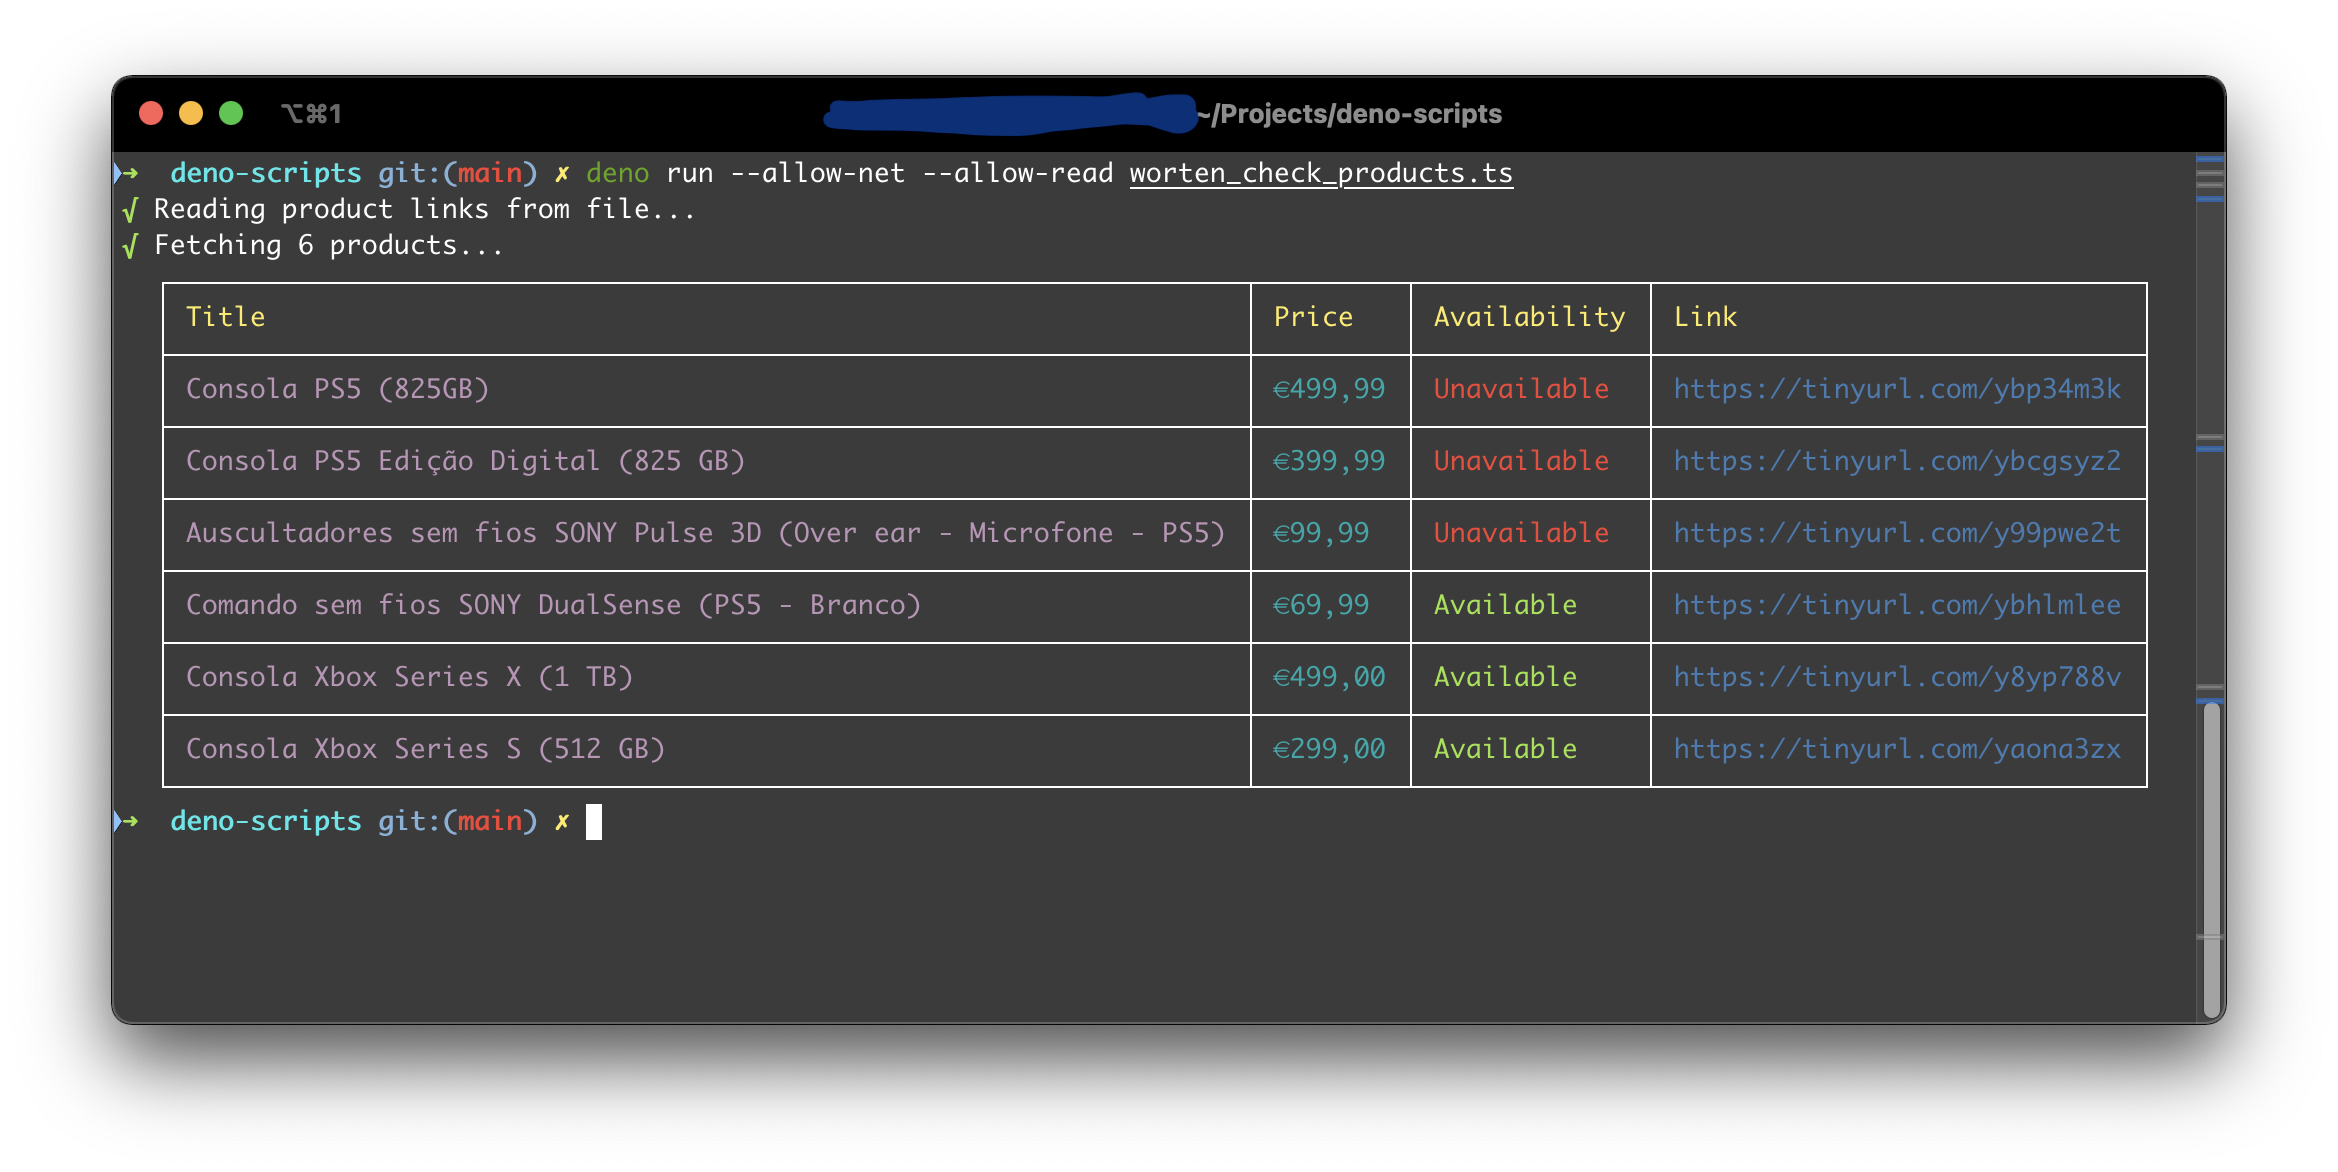 ⌥⌘1 ~/Projects/deno-scripts
➜ deno-scripts git:(main) ✗ deno run --allow-net --allow-read worten_check_products.ts
√ Reading product links from file...
√ Fetching 6 products...
Title Price Availability Link
Consola PS5 (825GB) €499,99 Unavailable https://tinyurl.com/ybp34m3k
Consola PS5 Edição Digital (825 GB) €399,99 Unavailable https://tinyurl.com/ybcgsyz2
Auscultadores sem fios SONY Pulse 3D (Over ear - Microfone - PS5) €99,99 Unavailable https://tinyurl.com/y99pwe2t
Comando sem fios SONY DualSense (PS5 - Branco) €69,99 Available https://tinyurl.com/ybhlmlee
Consola Xbox Series X (1 TB) €499,00 Available https://tinyurl.com/y8yp788v
Consola Xbox Series S (512 GB) €299,00 Available https://tinyurl.com/yaona3zx
➜ deno-scripts git:(main) ✗